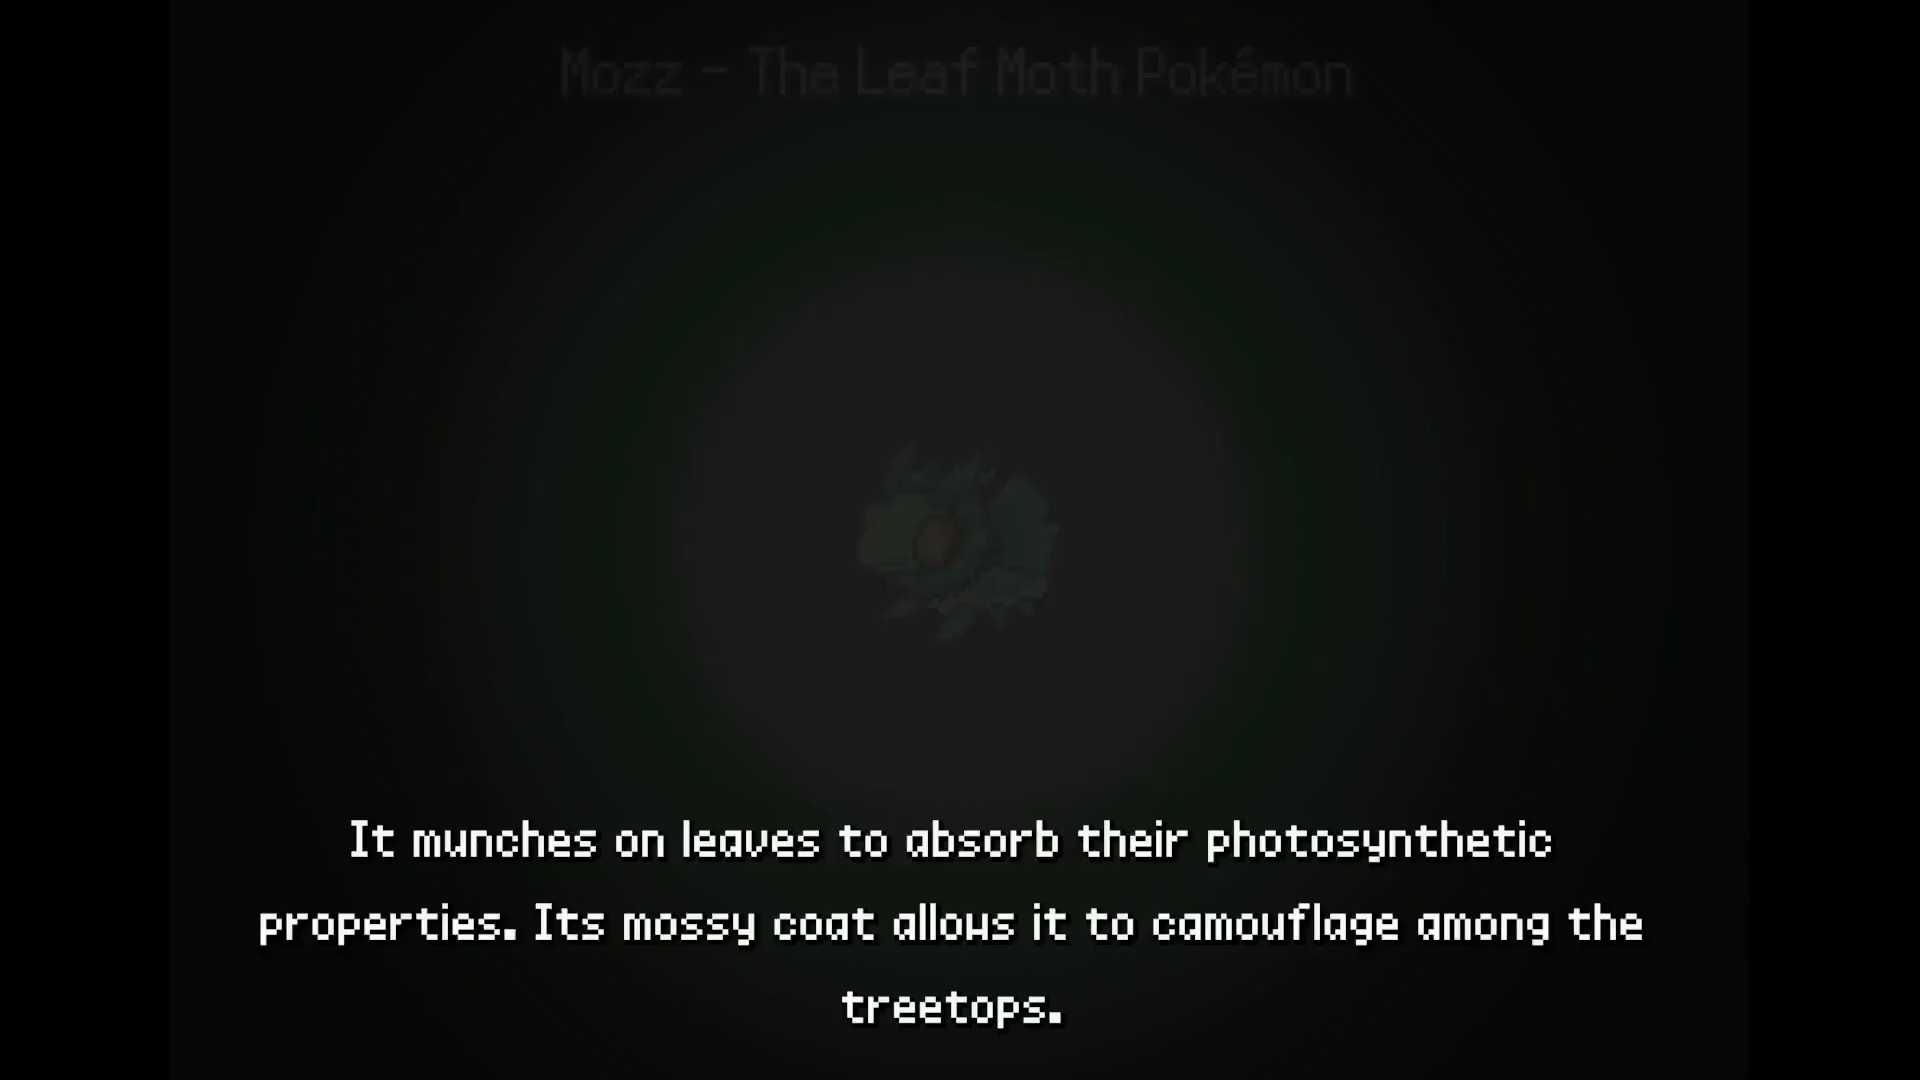 Mozz - The Leaf Moth Pokémon
It munches on leaves to absorb their photosynthetic
properties. Its mossy coat allows it to camouflage among the
treetops.